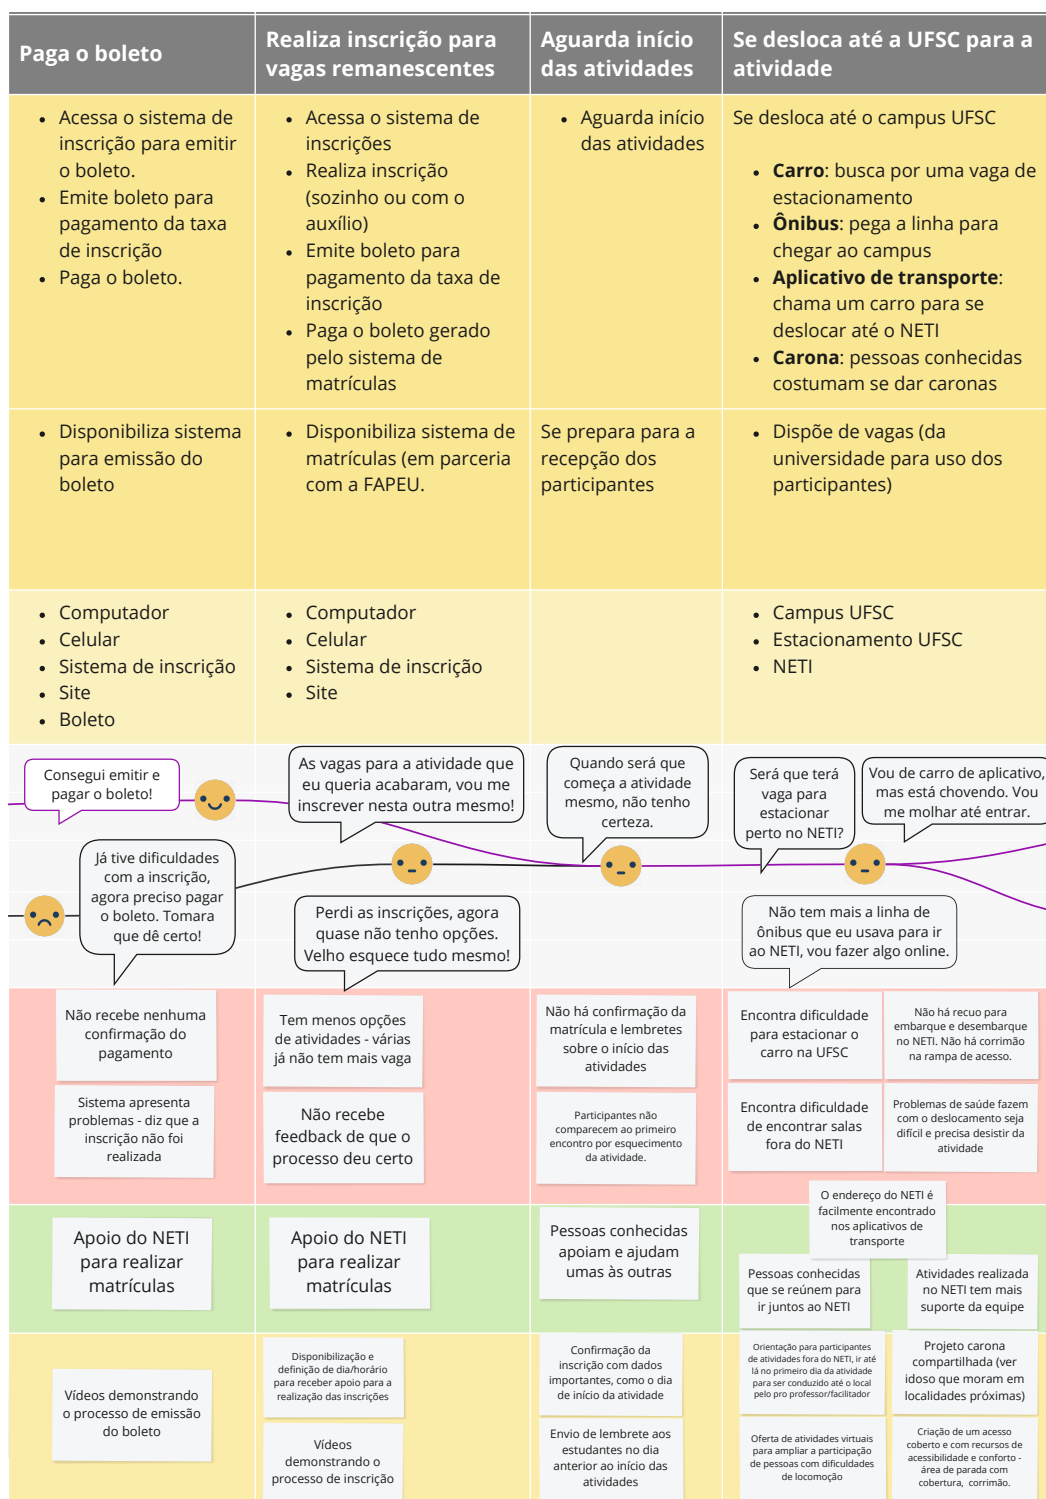 Paga o boleto
Realiza inscrição para
vagas remanescentes
Aguarda início
das atividades
Se desloca até a UFSC para a
atividade
• Acessa o sistema de
inscrição para emitir
o boleto.
• Emite boleto para
pagamento da taxa
de inscrição
• Paga o boleto.
• Acessa o sistema de
inscrições
• Realiza inscrição
(sozinho ou com o
auxílio)
• Emite boleto para
pagamento da taxa de
inscrição
• Paga o boleto gerado
pelo sistema de
matrículas
• Aguarda início
das atividades
Se desloca até o campus UFSC
• Carro: busca por uma vaga de
estacionamento
• Ônibus: pega a linha para
chegar ao campus
• Aplicativo de transporte:
chama um carro para se
deslocar até o NETI
• Carona: pessoas conhecidas
costumam se dar caronas
• Disponibiliza sistema
para emissão do
boleto
• Disponibiliza sistema de
matrículas (em parceria
com a FAPEU.
Se prepara para a
recepção dos
participantes
• Dispõe de vagas (da
universidade para uso dos
participantes)
• Computador
• Celular
• Sistema de inscrição
• Site
• Boleto
• Computador
• Celular
• Sistema de inscrição
• Site
• Campus UFSC
• Estacionamento UFSC
• NETI
Consegui emitir e
pagar o boleto!
Já tive dificuldades
com a inscrição,
agora preciso pagar
o boleto. Tomara
que dê certo!
As vagas para a atividade que
eu queria acabaram, vou me
inscrever nesta outra mesmo!
Perdi as inscrições, agora
quase não tenho opções.
Velho esquece tudo mesmo!
Quando será que
começa a atividade
mesmo, não tenho
certeza.
Será que terá
vaga para
estacionar
perto no NETI?
Vou de carro de aplicativo,
mas está chovendo. Vou
me molhar até entrar.
Não tem mais a linha de
ônibus que eu usava para ir
ao NETI, vou fazer algo online.
Não recebe nenhuma
confirmação do
pagamento
Sistema apresenta
problemas - diz que a
inscrição não foi
realizada
Tem menos opções
de atividades - várias
já não tem mais vaga
Não recebe
feedback de que o
processo deu certo
Não há confirmação da
matrícula e lembretes
sobre o início das
atividades
Participantes não
comparecem ao primeiro
encontro por esquecimento
da atividade.
Encontra dificuldade
para estacionar o
carro na UFSC
Não há recuo para
embarque e desembarque
no NETI. Não há corrimão
na rampa de acesso.
Encontra dificuldade
de encontrar salas
fora do NETI
Problemas de saúde fazem
com o deslocamento seja
difícil e precisa desistir da
atividade
Apoio do NETI
para realizar
matrículas
Apoio do NETI
para realizar
matrículas
Pessoas conhecidas
apoiam e ajudam
umas às outras
O endereço do NETI é
facilmente encontrado
nos aplicativos de
transporte
Pessoas conhecidas
que se reúnem para
ir juntos ao NETI
Atividades realizada
no NETI tem mais
suporte da equipe
Vídeos demonstrando
o processo de emissão
do boleto
Disponibilização e
definição de dia/horário
para receber apoio para a
realização das inscrições
Vídeos
demonstrando o
processo de inscrição
Confirmação da
inscrição com dados
importantes, como o dia
de início da atividade
Envio de lembrete aos
estudantes no dia
anterior ao início das
atividades
Orientação para participantes
de atividades fora do NETI, ir até
lá no primeiro dia da atividade
para ser conduzido até o local
pelo pro professor/facilitador
Projeto carona
compartilhada (ver
idoso que moram em
localidades próximas)
Oferta de atividades virtuais
para ampliar a participação
de pessoas com dificuldades
de locomoção
Criação de um acesso
coberto e com recursos de
acessibilidade e conforto -
área de parada com
cobertura, corrimão.